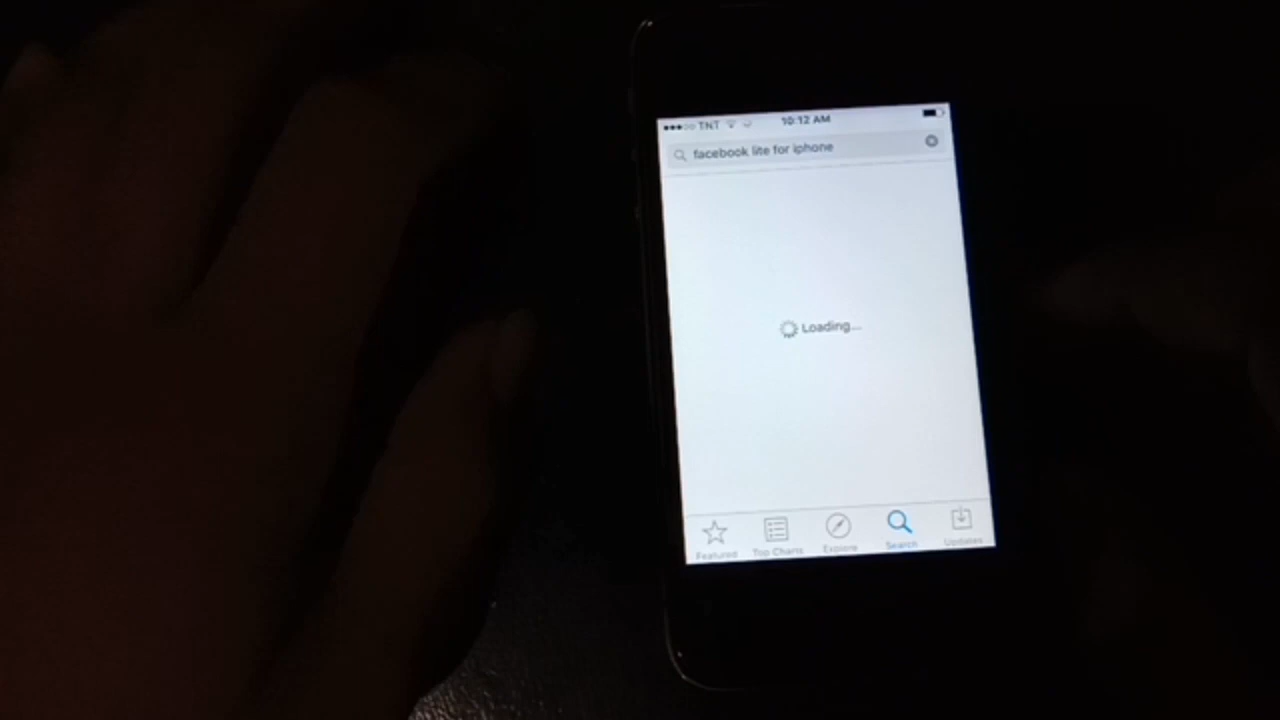 TNT 10:12 AM
facebook lite for iphone
Loading...
Featured Top Charts Explore Search Updates